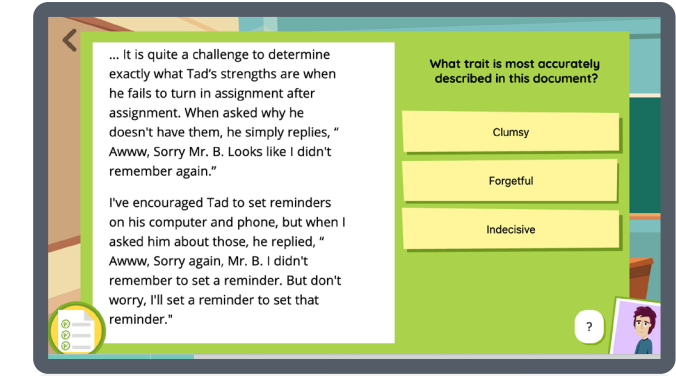 ... It is quite a challenge to determine
exactly what Tad's strengths are when
he fails to turn in assignment after
assignment. When asked why he
doesn't have them, he simply replies, “
Awww, Sorry Mr. B. Looks like I didn't
remember again.”
I've encouraged Tad to set reminders
on his computer and phone, but when I
asked him about those, he replied, “
Awww, Sorry again, Mr. B. I didn't
remember to set a reminder. But don't
worry, I'll set a reminder to set that
reminder."
What trait is most accurately
described in this document?
Clumsy
Forgetful
Indecisive
?